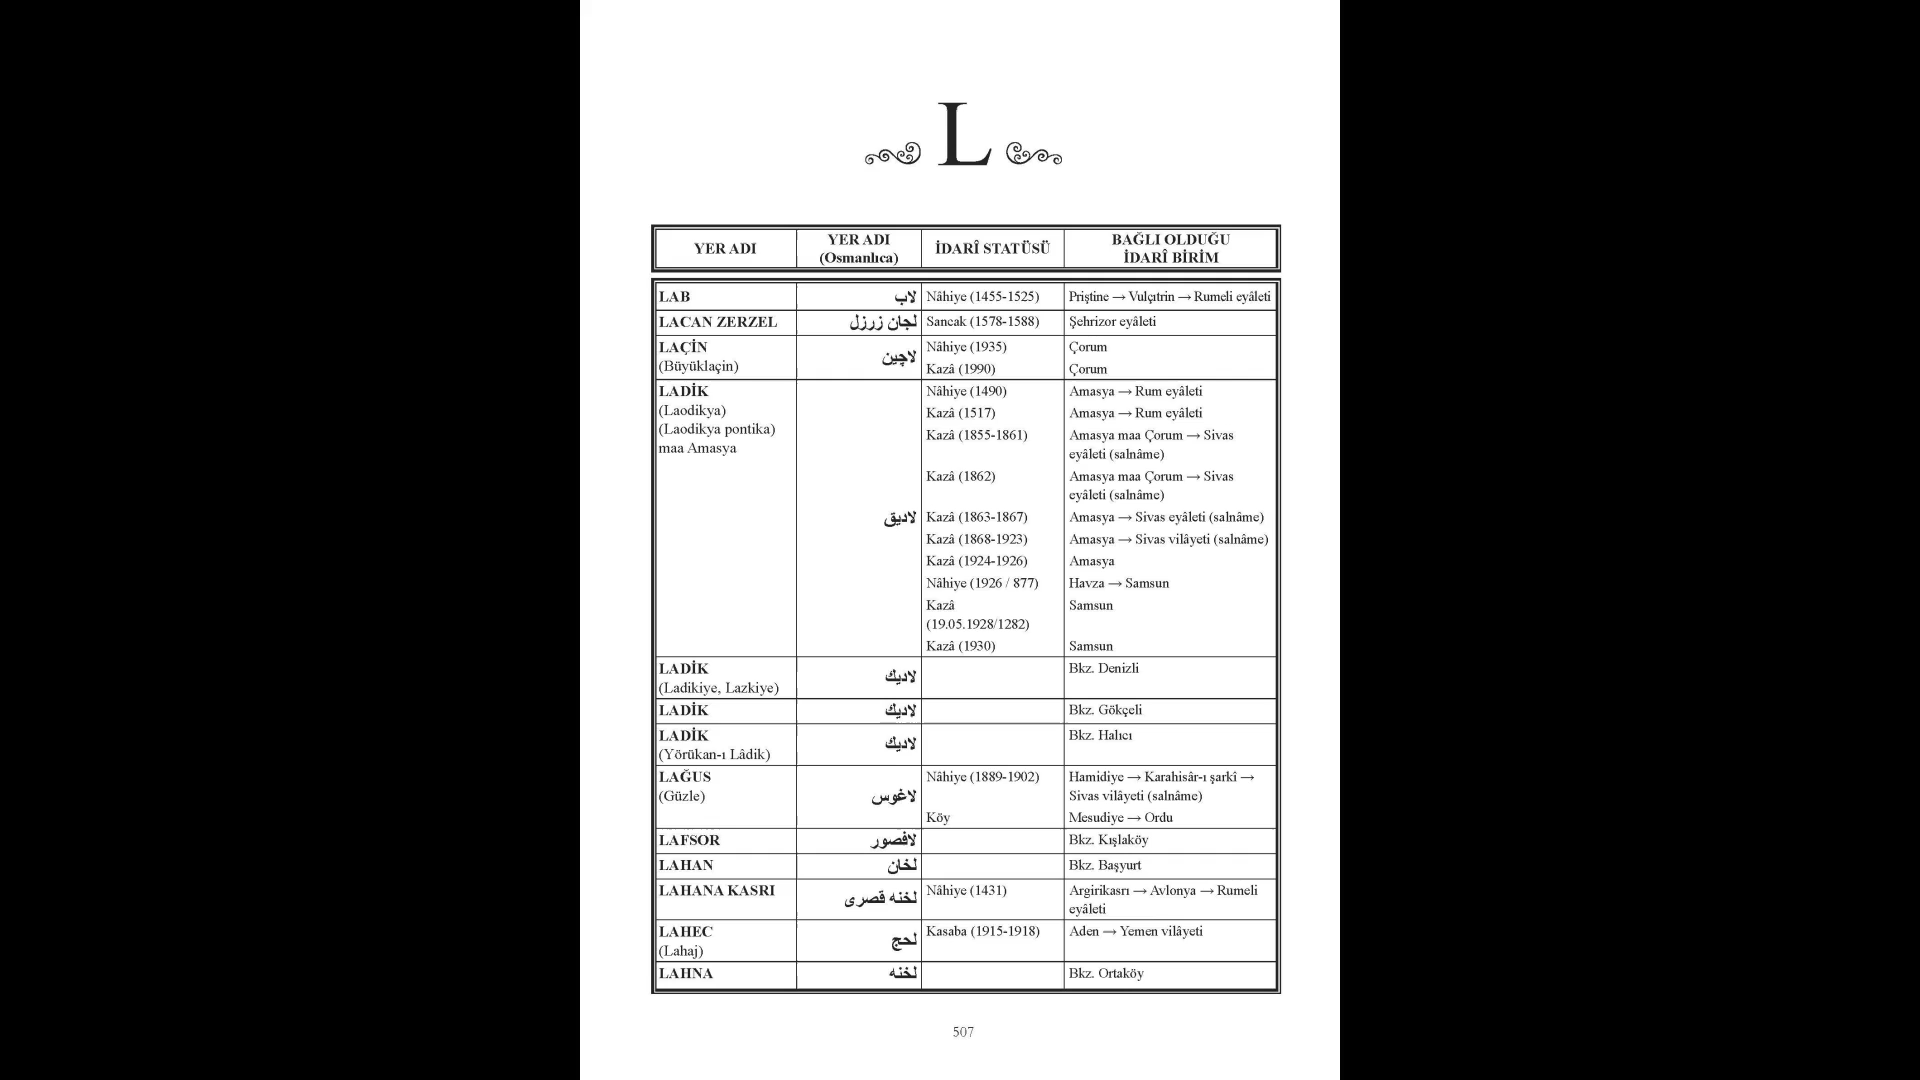 L
YER ADI YER ADI (Osmanlıca) İDARÎ STATÜSÜ BAĞLI OLDUĞU İDARÎ BİRİM
LAB لاب Nâhiye (1455-1525) Priştine → Vulçıtrin → Rumeli eyâleti
LACAN ZERZEL لجان زرزل Sancak (1578-1588) Şehrizor eyâleti
LAÇİN لاچين Nâhiye (1935) Çorum
(Büyüklaçin) Kazâ (1990) Çorum
LADİK Nâhiye (1490) Amasya → Rum eyâleti
(Laodikya) Kazâ (1517) Amasya → Rum eyâleti
(Laodikya pontika) Kazâ (1855-1861) Amasya maa Çorum → Sivas
maa Amasya eyâleti (salnâme)
Kazâ (1862) Amasya maa Çorum → Sivas
eyâleti (salnâme)
لاديق Kazâ (1863-1867) Amasya → Sivas eyâleti (salnâme)
Kazâ (1868-1923) Amasya → Sivas vilâyeti (salnâme)
Kazâ (1924-1926) Amasya
Nâhiye (1926 / 877) Havza → Samsun
Kazâ Samsun
(19.05.1928/1282)
Kazâ (1930) Samsun
LADİK لاديك Bkz. Denizli
(Ladikiye, Lazkiye)
LADİK لاديك Bkz. Gökçeli
LADİK لاديك Bkz. Halıcı
(Yörükan-ı Lâdik)
LAĞUS لاغوس Nâhiye (1889-1902) Hamidiye → Karahisâr-ı şarkî →
(Güzle) Sivas vilâyeti (salnâme)
Köy Mesudiye → Ordu
LAFSOR لافصور Bkz. Kışlaköy
LAHAN لخان Bkz. Başyurt
LAHANA KASRI لخنه قصرى Nâhiye (1431) Argirikasrı → Avlonya → Rumeli
eyâleti
LAHEC لحج Kasaba (1915-1918) Aden → Yemen vilâyeti
(Lahaj)
LAHNA لخنه Bkz. Ortaköy
507